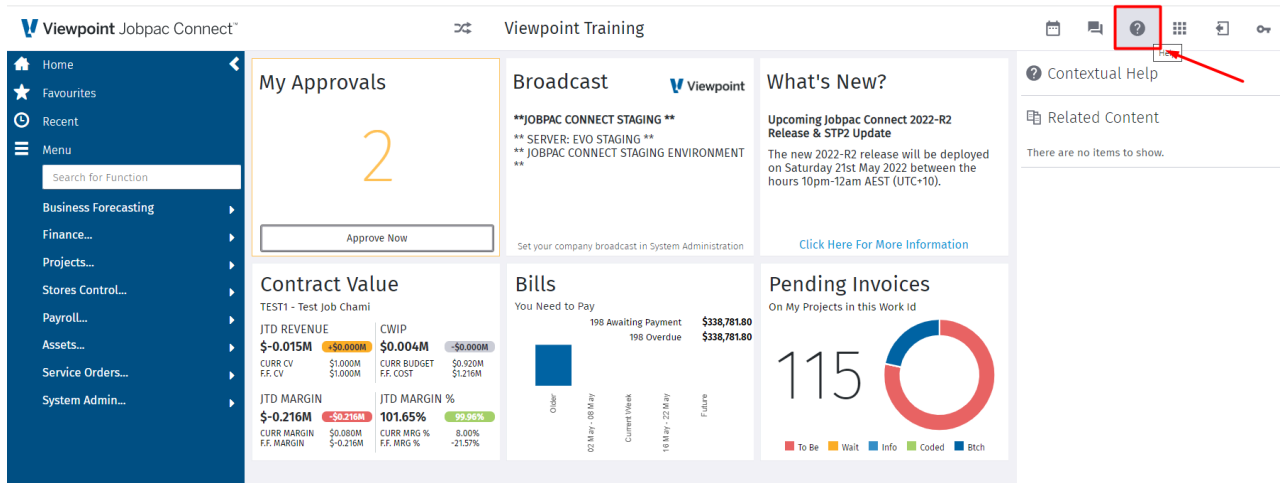 Viewpoint Jobpac Connect™
Viewpoint Training
Help
Home
Favourites
Recent
Menu
Search for Function
Business Forecasting
Finance...
Projects...
Stores Control...
Payroll...
Assets...
Service Orders...
System Admin...
My Approvals
2
Approve Now
Broadcast
Viewpoint
**JOBPAC CONNECT STAGING **
** SERVER: EVO STAGING **
** JOBPAC CONNECT STAGING ENVIRONMENT
**
Set your company broadcast in System Administration
What's New?
Upcoming Jobpac Connect 2022-R2
Release & STP2 Update
The new 2022-R2 release will be deployed
on Saturday 21st May 2022 between the
hours 10pm-12am AEST (UTC+10).
Click Here For More Information
Contextual Help
Related Content
There are no items to show.
Contract Value
TEST1 - Test Job Chami
JTD REVENUE
$-0.015M +$0.000M
CURR CV $1.000M
F.F. CV $1.000M
CWIP
$0.004M -$0.000M
CURR BUDGET $0.920M
F.F. COST $1.216M
JTD MARGIN
$-0.216M -$0.216M
CURR MARGIN $0.080M
F.F. MARGIN $-0.216M
JTD MARGIN %
101.65% 99.96%
CURR MRG % 8.00%
F.F. MRG % -21.57%
Bills
You Need to Pay
198 Awaiting Payment $338,781.80
198 Overdue $338,781.80
Older
02 May - 08 May
Current Week
16 May - 22 May
Future
Pending Invoices
On My Projects in this Work Id
115
To Be Wait Info Coded Btch